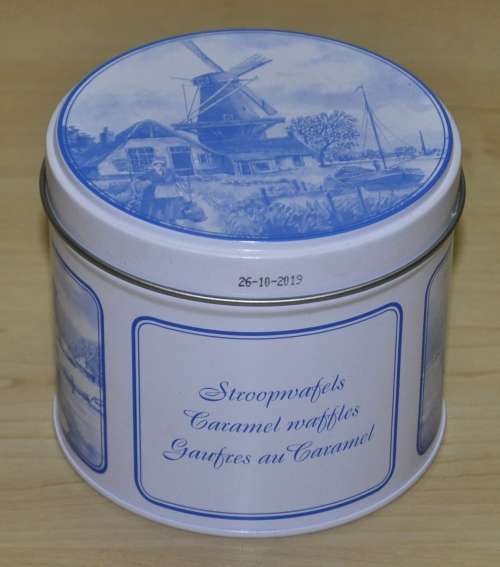 26-10-2019
Stroopwafels
Caramel waffles
Gaufres au Caramel